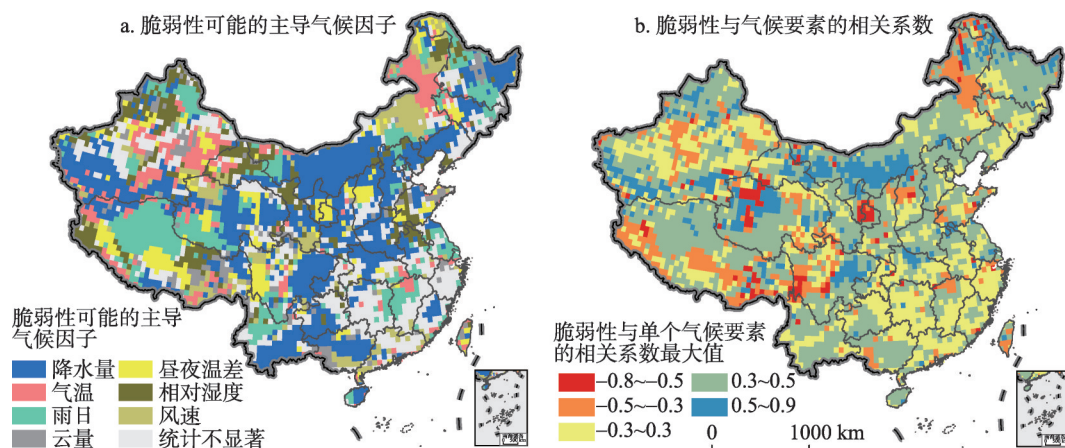 a. 脆弱性可能的主导气候因子
脆弱性可能的主导
气候因子
降水量
昼夜温差
气温
相对湿度
雨日
风速
云量
统计不显著
b. 脆弱性与气候要素的相关系数
脆弱性与单个气候要素
的相关系数最大值
−0.8~−0.5
0.3~0.5
−0.5~−0.3
0.5~0.9
−0.3~0.3
0 1000 km